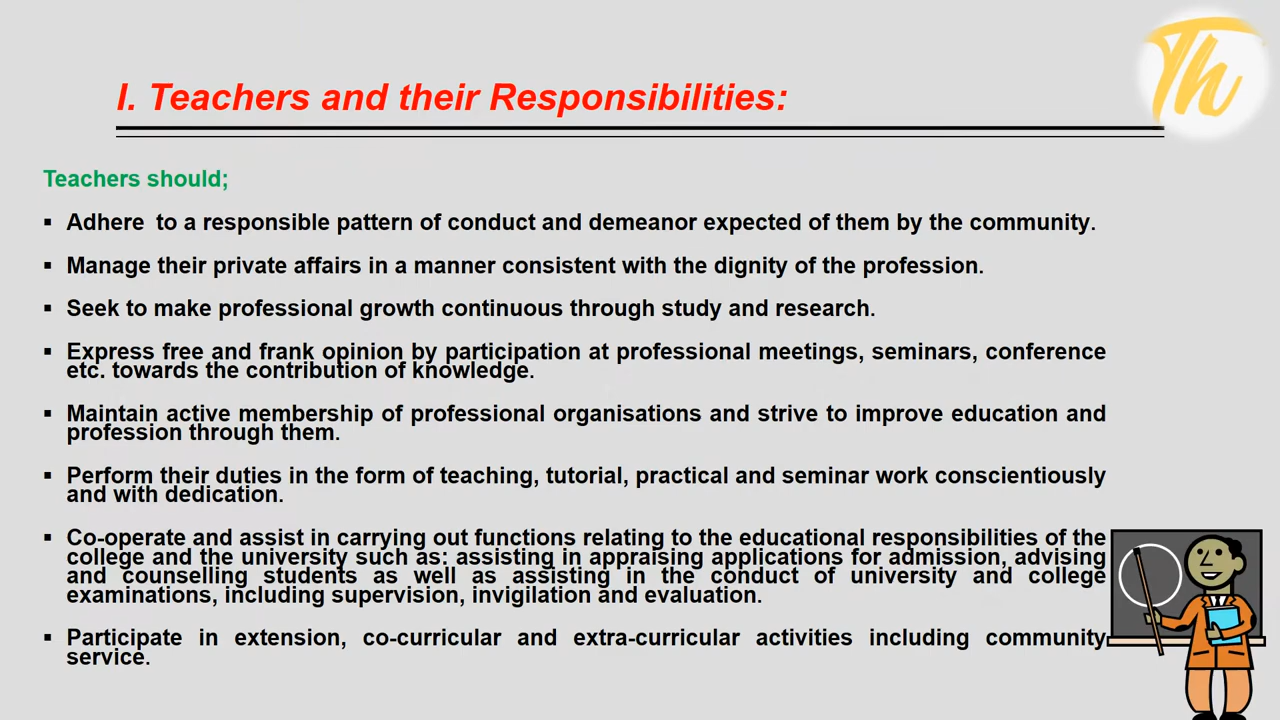 Th
I. Teachers and their Responsibilities:
Teachers should;
▪ Adhere to a responsible pattern of conduct and demeanor expected of them by the community.
▪ Manage their private affairs in a manner consistent with the dignity of the profession.
▪ Seek to make professional growth continuous through study and research.
▪ Express free and frank opinion by participation at professional meetings, seminars, conference
etc. towards the contribution of knowledge.
▪ Maintain active membership of professional organisations and strive to improve education and
profession through them.
▪ Perform their duties in the form of teaching, tutorial, practical and seminar work conscientiously
and with dedication.
▪ Co-operate and assist in carrying out functions relating to the educational responsibilities of the
college and the university such as: assisting in appraising applications for admission, advising
and counselling students as well as assisting in the conduct of university and college
examinations, including supervision, invigilation and evaluation.
▪ Participate in extension, co-curricular and extra-curricular activities including community
service.